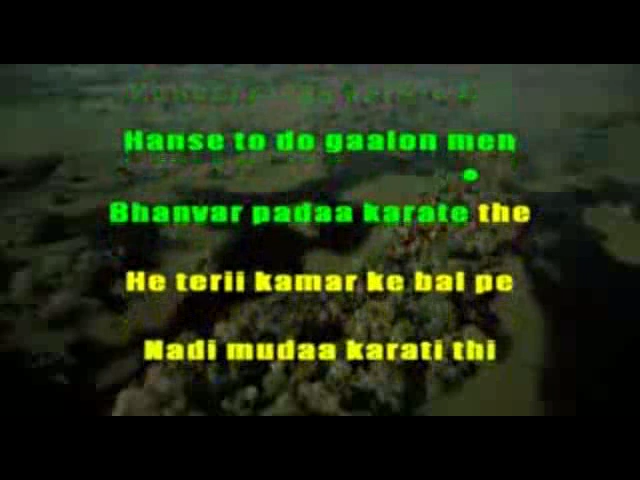 Hanse to do gaalon men
Bhanvar padaa karate the
He terii kamar ke bal pe
Nadi mudaa karati thi